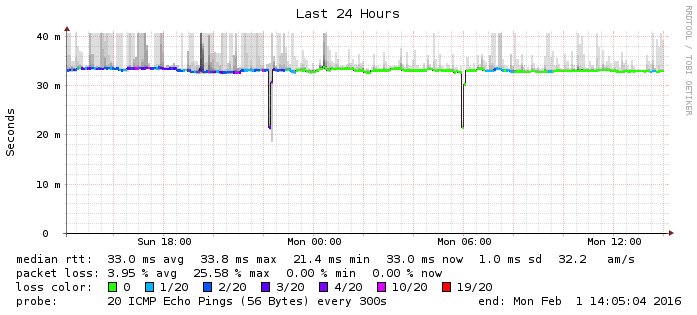 Last 24 Hours
RRDTOOL / TOBI OETIKER
Seconds
40 m
30 m
20 m
10 m
0
Sun 18:00 Mon 00:00 Mon 06:00 Mon 12:00
median rtt: 33.0 ms avg 33.8 ms max 21.4 ms min 33.0 ms now 1.0 ms sd 32.2 am/s
packet loss: 3.95 % avg 25.58 % max 0.00 % min 0.00 % now
loss color: 0 1/20 2/20 3/20 4/20 10/20 19/20
probe: 20 ICMP Echo Pings (56 Bytes) every 300s end: Mon Feb 1 14:05:04 2016